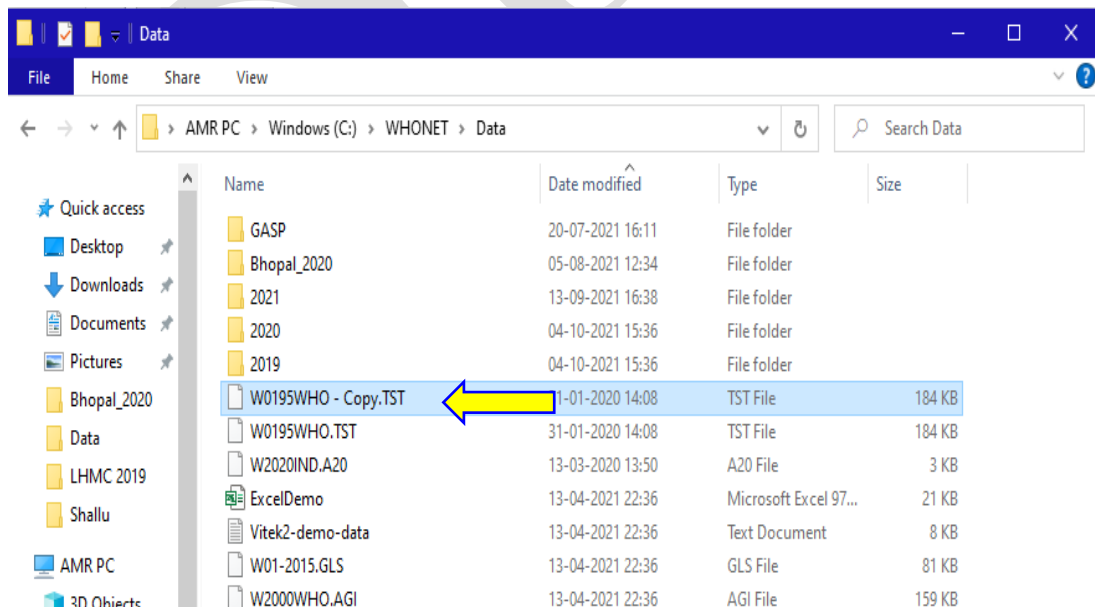 Data
File Home Share View
AMR PC > Windows (C:) > WHONET > Data Search Data
Name Date modified Type Size
Quick access
Desktop
Downloads
Documents
Pictures
Bhopal_2020
Data
LHMC 2019
Shallu
AMR PC
3D Objects
GASP 20-07-2021 16:11 File folder
Bhopal_2020 05-08-2021 12:34 File folder
2021 13-09-2021 16:38 File folder
2020 04-10-2021 15:36 File folder
2019 04-10-2021 15:36 File folder
W0195WHO - Copy.TST 1-01-2020 14:08 TST File 184 KB
W0195WHO.TST 31-01-2020 14:08 TST File 184 KB
W2020IND.A20 13-03-2020 13:50 A20 File 3 KB
ExcelDemo 13-04-2021 22:36 Microsoft Excel 97... 21 KB
Vitek2-demo-data 13-04-2021 22:36 Text Document 8 KB
W01-2015.GLS 13-04-2021 22:36 GLS File 81 KB
W2000WHO.AGI 13-04-2021 22:36 AGI File 159 KB